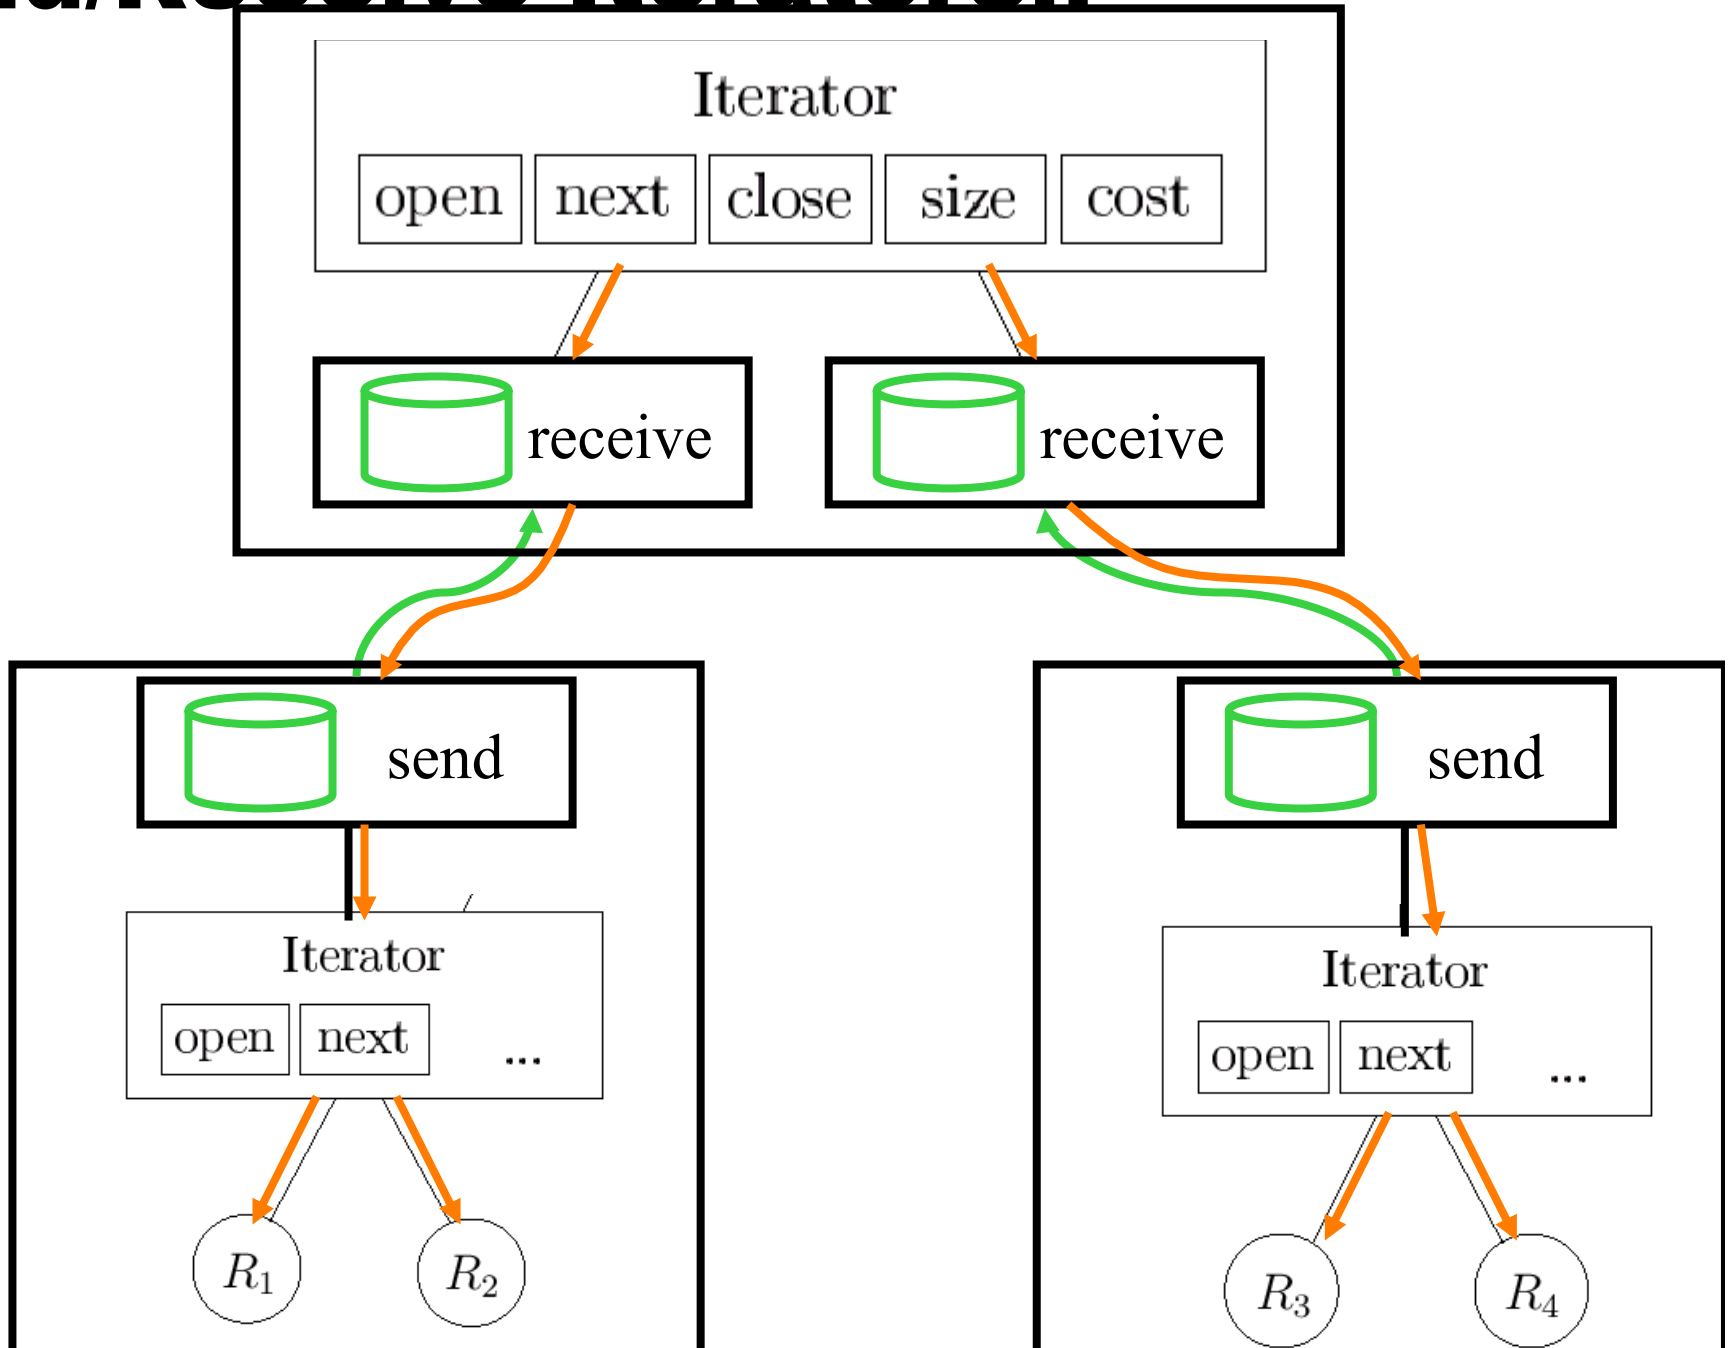 Iterator
open next close size cost
receive receive
send send
Iterator
open next ...
Iterator
open next ...
R₁ R₂
R₃ R₄